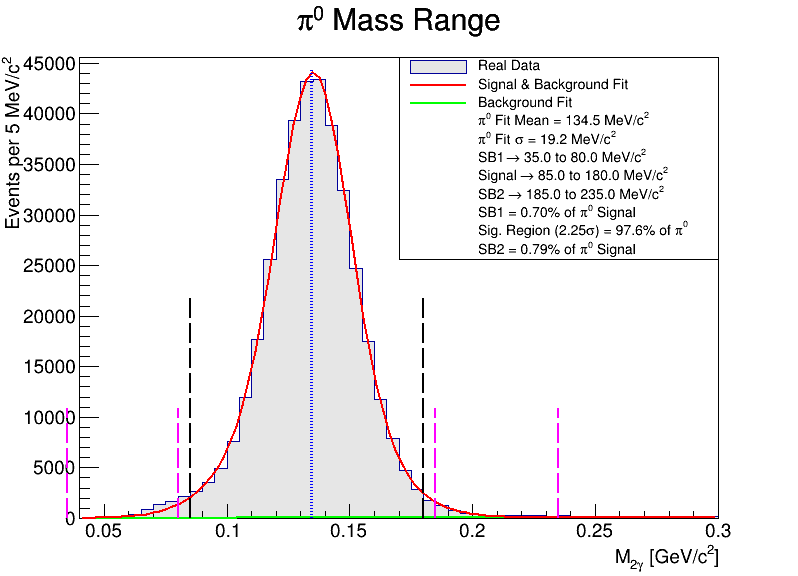 π⁰ Mass Range
Events per 5 MeV/c²
45000
40000
35000
30000
25000
20000
15000
10000
5000
0
Real Data
Signal & Background Fit
Background Fit
π⁰ Fit Mean = 134.5 MeV/c²
π⁰ Fit σ = 19.2 MeV/c²
SB1 → 35.0 to 80.0 MeV/c²
Signal → 85.0 to 180.0 MeV/c²
SB2 → 185.0 to 235.0 MeV/c²
SB1 = 0.70% of π⁰ Signal
Sig. Region (2.25σ) = 97.6% of π⁰
SB2 = 0.79% of π⁰ Signal
0.05 0.1 0.15 0.2 0.25 0.3
M₂ᵧ [GeV/c²]